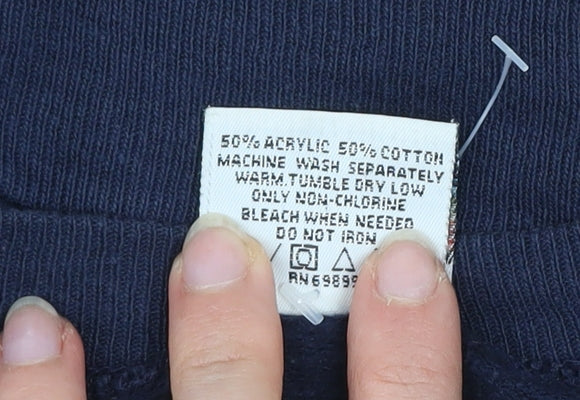 50% ACRYLIC 50% COTTON
MACHINE WASH SEPARATELY
WARM.TUMBLE DRY LOW
ONLY NON-CHLORINE
BLEACH WHEN NEEDED
DO NOT IRON
RN69899